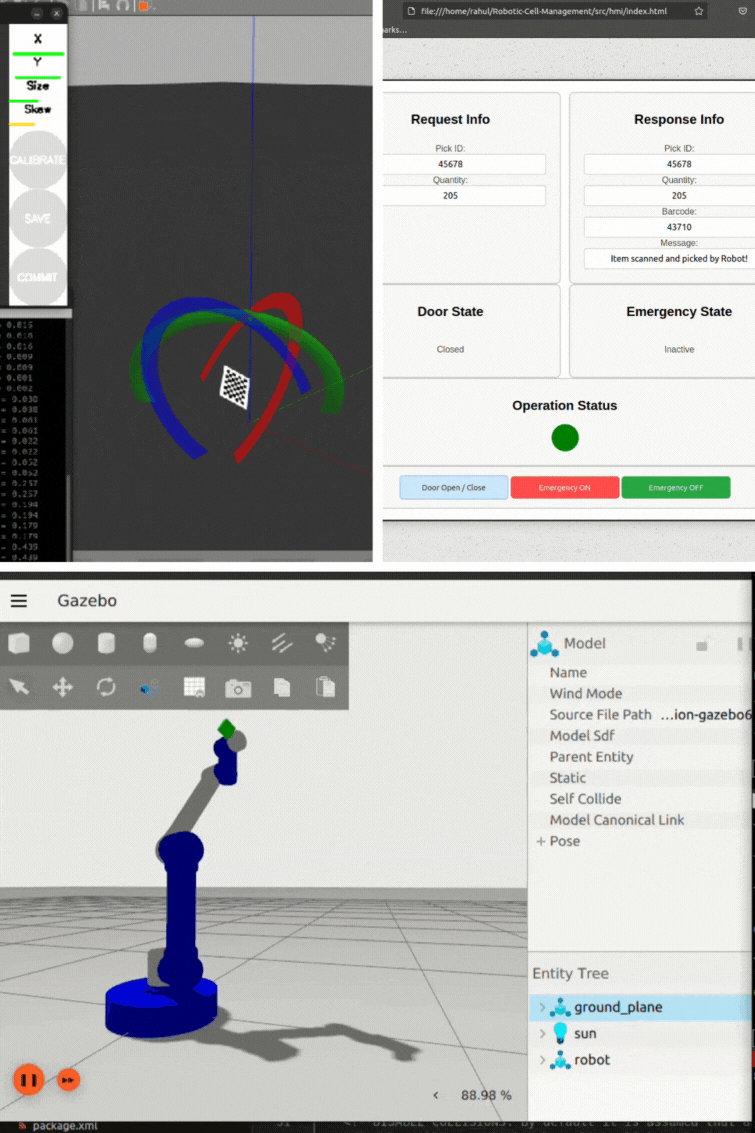 X
Y
Size
Skew
CALIBRATE
SAVE
COMMIT
0.015
0.010
0.016
0.009
0.009
0.001
0.002
= 0.030
= 0.038
= 0.061
= 0.061
= 0.022
= 0.022
= 0.052
= 0.052
= 0.257
= 0.257
= 0.194
= 0.194
= 0.179
= 0.179
= 0.439
= 0.439
file:///home/rahul/Robotic-Cell-Management/src/hmi/index.html
arks...
Request Info
Pick ID:
45678
Quantity:
205
Response Info
Pick ID:
45678
Quantity:
205
Barcode:
43710
Message:
Item scanned and picked by Robot!
Door State
Closed
Emergency State
Inactive
Operation Status
Door Open / Close
Emergency ON
Emergency OFF
Gazebo
Model
Name
Wind Mode
Source File Path ...ion-gazebo6
Model Sdf
Parent Entity
Static
Self Collide
Model Canonical Link
+ Pose
Entity Tree
ground_plane
sun
robot
< 88.98 %
package.xml